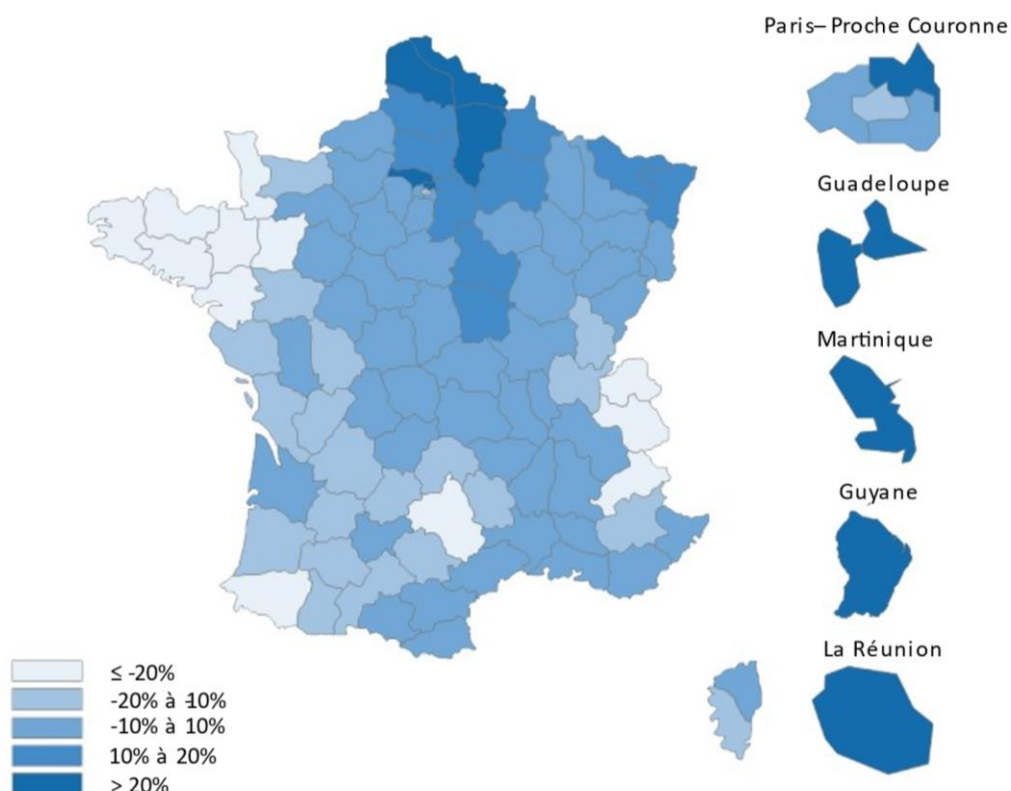 Paris–Proche Couronne
Guadeloupe
Martinique
Guyane
La Réunion
≤ -20%
-20% à -10%
-10% à 10%
10% à 20%
> 20%